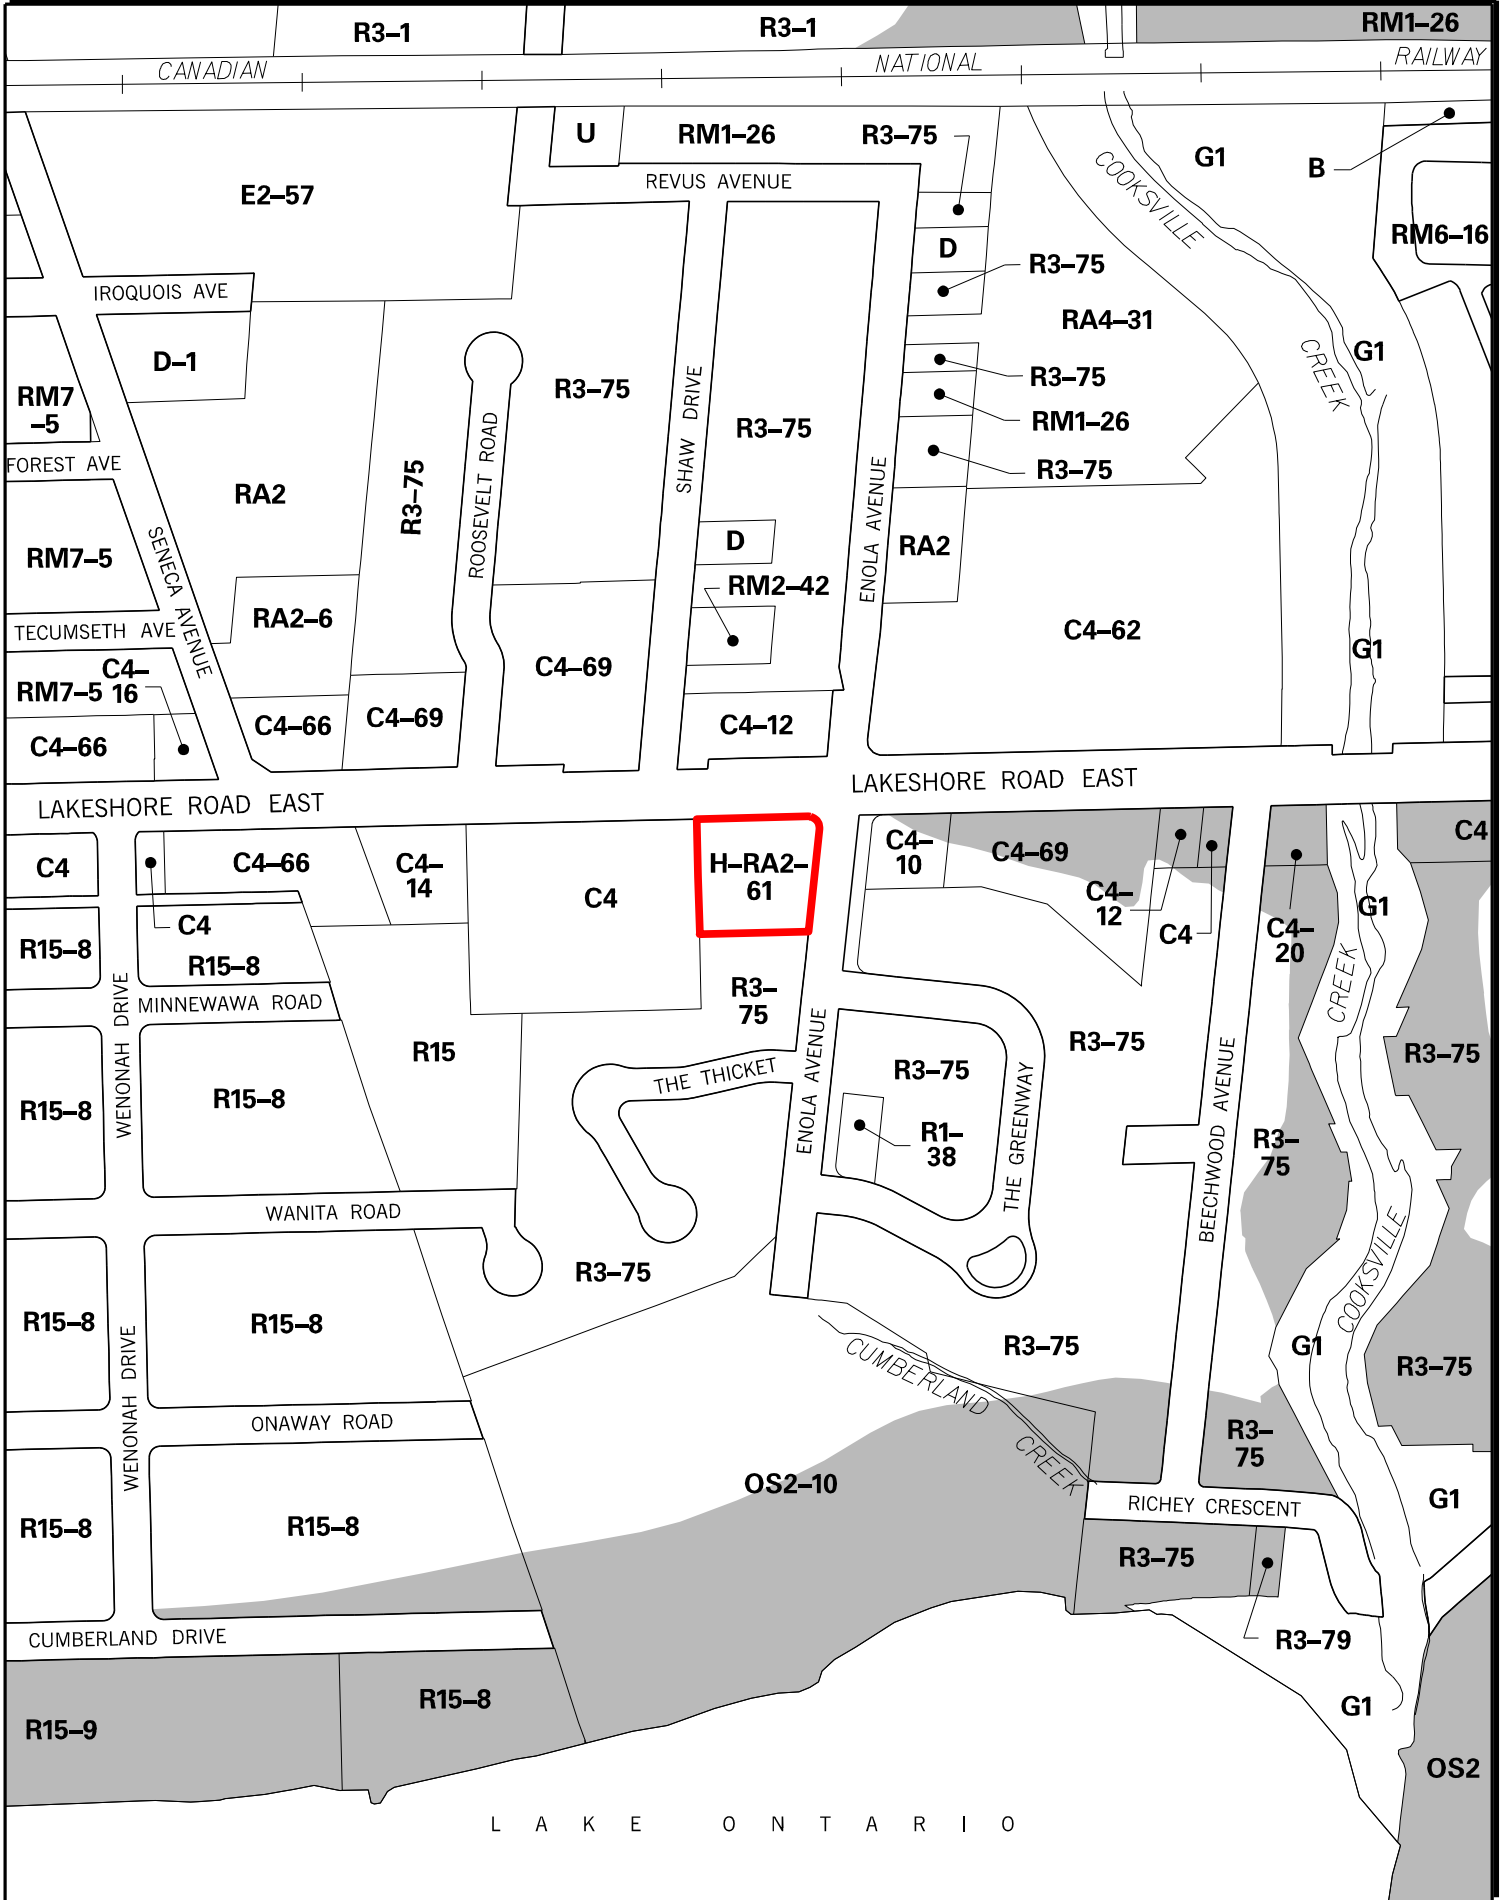 R3–1
R3–1
RM1–26
CANADIAN
NATIONAL
RAILWAY
U
RM1–26
R3–75
G1
B
E2–57
REVUS AVENUE
COOKSVILLE
RM6–16
D
R3–75
IROQUOIS AVE
RA4–31
D–1
CREEK
G1
RM7
–5
R3–75
SHAW DRIVE
R3–75
R3–75
RM1–26
FOREST AVE
ROOSEVELT ROAD
R3–75
RA2
R3–75
ENOLA AVENUE
SENECA AVENUE
RM7–5
D
RA2
RM2–42
RA2–6
TECUMSETH AVE
C4–62
G1
C4–69
RM7–5
C4–
16
C4–66
C4–69
C4–12
C4–66
LAKESHORE ROAD EAST
LAKESHORE ROAD EAST
C4
C4–66
C4–
14
C4
H–RA2–
61
C4–
10
C4–69
C4
C4–
12
C4
C4–
20
G1
C4
R15–8
R15–8
MINNEWAWA ROAD
WENONAH DRIVE
R3–
75
CREEK
R15
R3–75
R3–75
R3–75
THE THICKET
ENOLA AVENUE
THE GREENWAY
BEECHWOOD AVENUE
R15–8
R15–8
R1–
38
R3–
75
WANITA ROAD
R3–75
COOKSVILLE
R15–8
R15–8
WENONAH DRIVE
R3–75
G1
R3–75
CUMBERLAND
CREEK
ONAWAY ROAD
R3–
75
OS2–10
RICHEY CRESCENT
G1
R15–8
R15–8
R3–75
CUMBERLAND DRIVE
R3–79
R15–8
R15–9
G1
OS2
LAKE ONTARIO